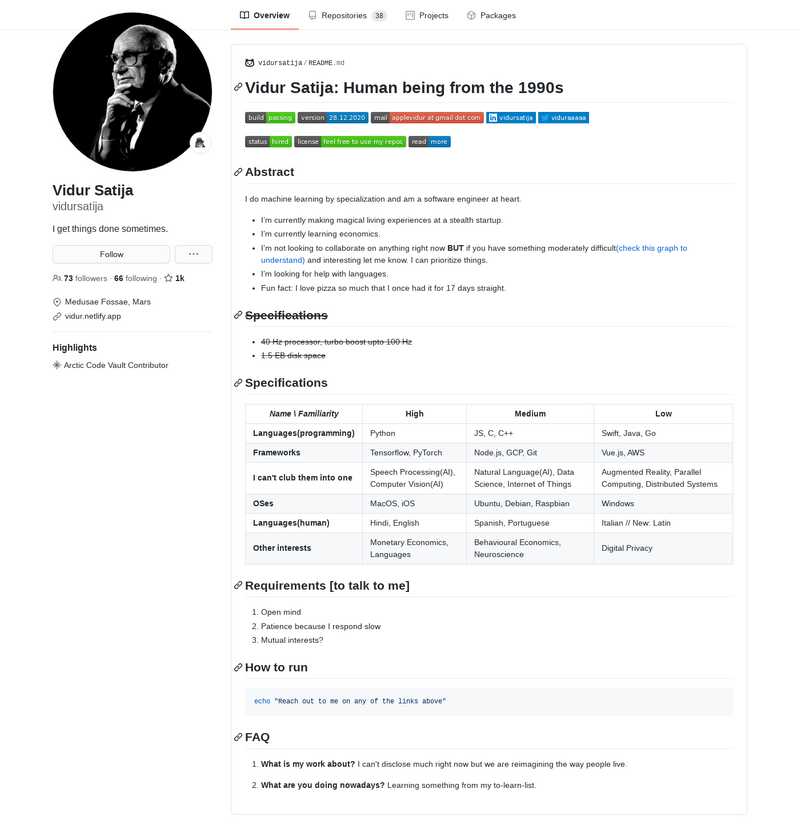 Overview Repositories 38 Projects Packages
Vidur Satija
vidursatija
I get things done sometimes.
Follow
73 followers · 66 following · 1k
Medusae Fossae, Mars
vidur.netlify.app
Highlights
Arctic Code Vault Contributor
vidursatija / README.md
Vidur Satija: Human being from the 1990s
build passing version 28.12.2020 mail applevidur at gmail dot com vidursatija viduraaaaa
status hired license feel free to use my repos read more
Abstract
I do machine learning by specialization and am a software engineer at heart.
I'm currently making magical living experiences at a stealth startup.
I'm currently learning economics.
I'm not looking to collaborate on anything right now BUT if you have something moderately difficult(check this graph to
understand) and interesting let me know. I can prioritize things.
I'm looking for help with languages.
Fun fact: I love pizza so much that I once had it for 17 days straight.
Specifications
40 Hz processor, turbo boost upto 100 Hz
1.5 EB disk space
Specifications
Name \ Familiarity High Medium Low
Languages(programming) Python JS, C, C++ Swift, Java, Go
Frameworks Tensorflow, PyTorch Node.js, GCP, Git Vue.js, AWS
I can't club them into one Speech Processing(AI), Computer Vision(AI) Natural Language(AI), Data Science, Internet of Things Augmented Reality, Parallel Computing, Distributed Systems
OSes MacOS, iOS Ubuntu, Debian, Raspbian Windows
Languages(human) Hindi, English Spanish, Portuguese Italian // New: Latin
Other interests Monetary Economics, Languages Behavioural Economics, Neuroscience Digital Privacy
Requirements [to talk to me]
1. Open mind.
2. Patience because I respond slow
3. Mutual interests?
How to run
echo "Reach out to me on any of the links above"
FAQ
1. What is my work about? I can't disclose much right now but we are reimagining the way people live.
2. What are you doing nowadays? Learning something from my to-learn-list.